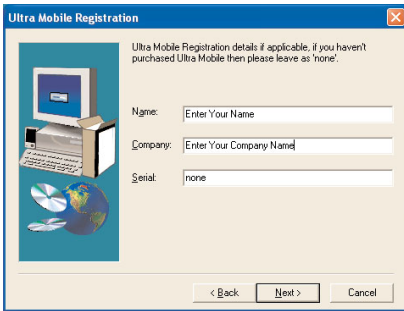 Ultra Mobile Registration
Ultra Mobile Registration details if applicable, if you haven't
purchased Ultra Mobile then please leave as 'none'.
Name: Enter Your Name
Company: Enter Your Company Name
Serial: none
< Back Next > Cancel